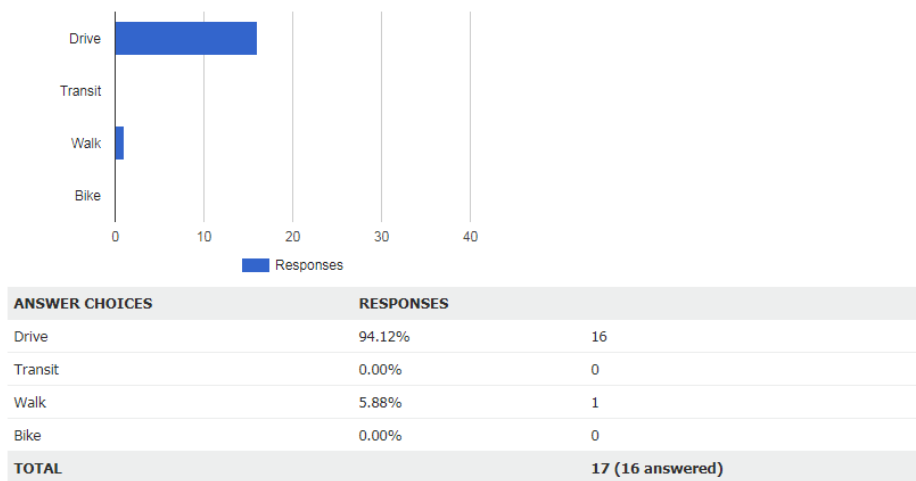 Drive
Transit
Walk
Bike
0 10 20 30 40
Responses
ANSWER CHOICES RESPONSES
Drive 94.12% 16
Transit 0.00% 0
Walk 5.88% 1
Bike 0.00% 0
TOTAL 17 (16 answered)